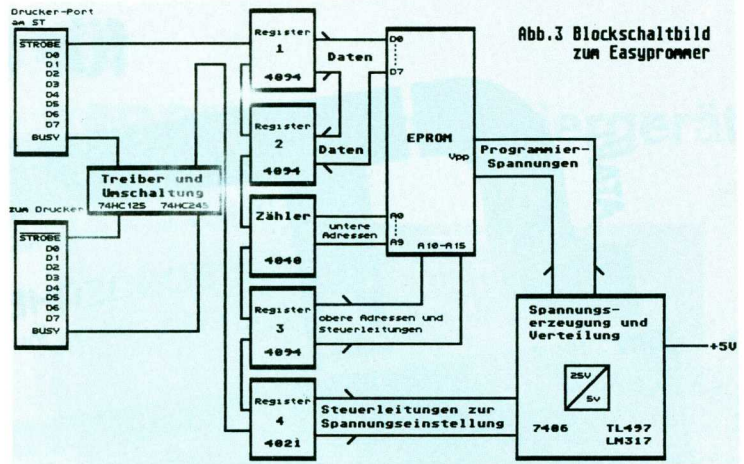 Drucker-Port
am ST
STROBE
D0
D1
D2
D3
D4
D5
D6
D7
BUSY
Treiber und
Umschaltung
74HC125 74HC245
zum Drucker
STROBE
D0
D1
D2
D3
D4
D5
D6
D7
BUSY
Register
1
4094
Daten
Register
2
4094
Daten
Zähler
4040
untere
Adressen
Register
3
4094
obere Adressen und
Steuerleitungen
Register
4
4021
Steuerleitungen zur
Spannungseinstellung
D0
D7
EPROM
Vpp
A0
A9
A10-A15
Programmier-
Spannungen
Abb.3 Blockschaltbild
zum Easyprommer
Spannungs-
erzeugung und
Verteilung
25V
5V
7406 TL497
LM317
+5V